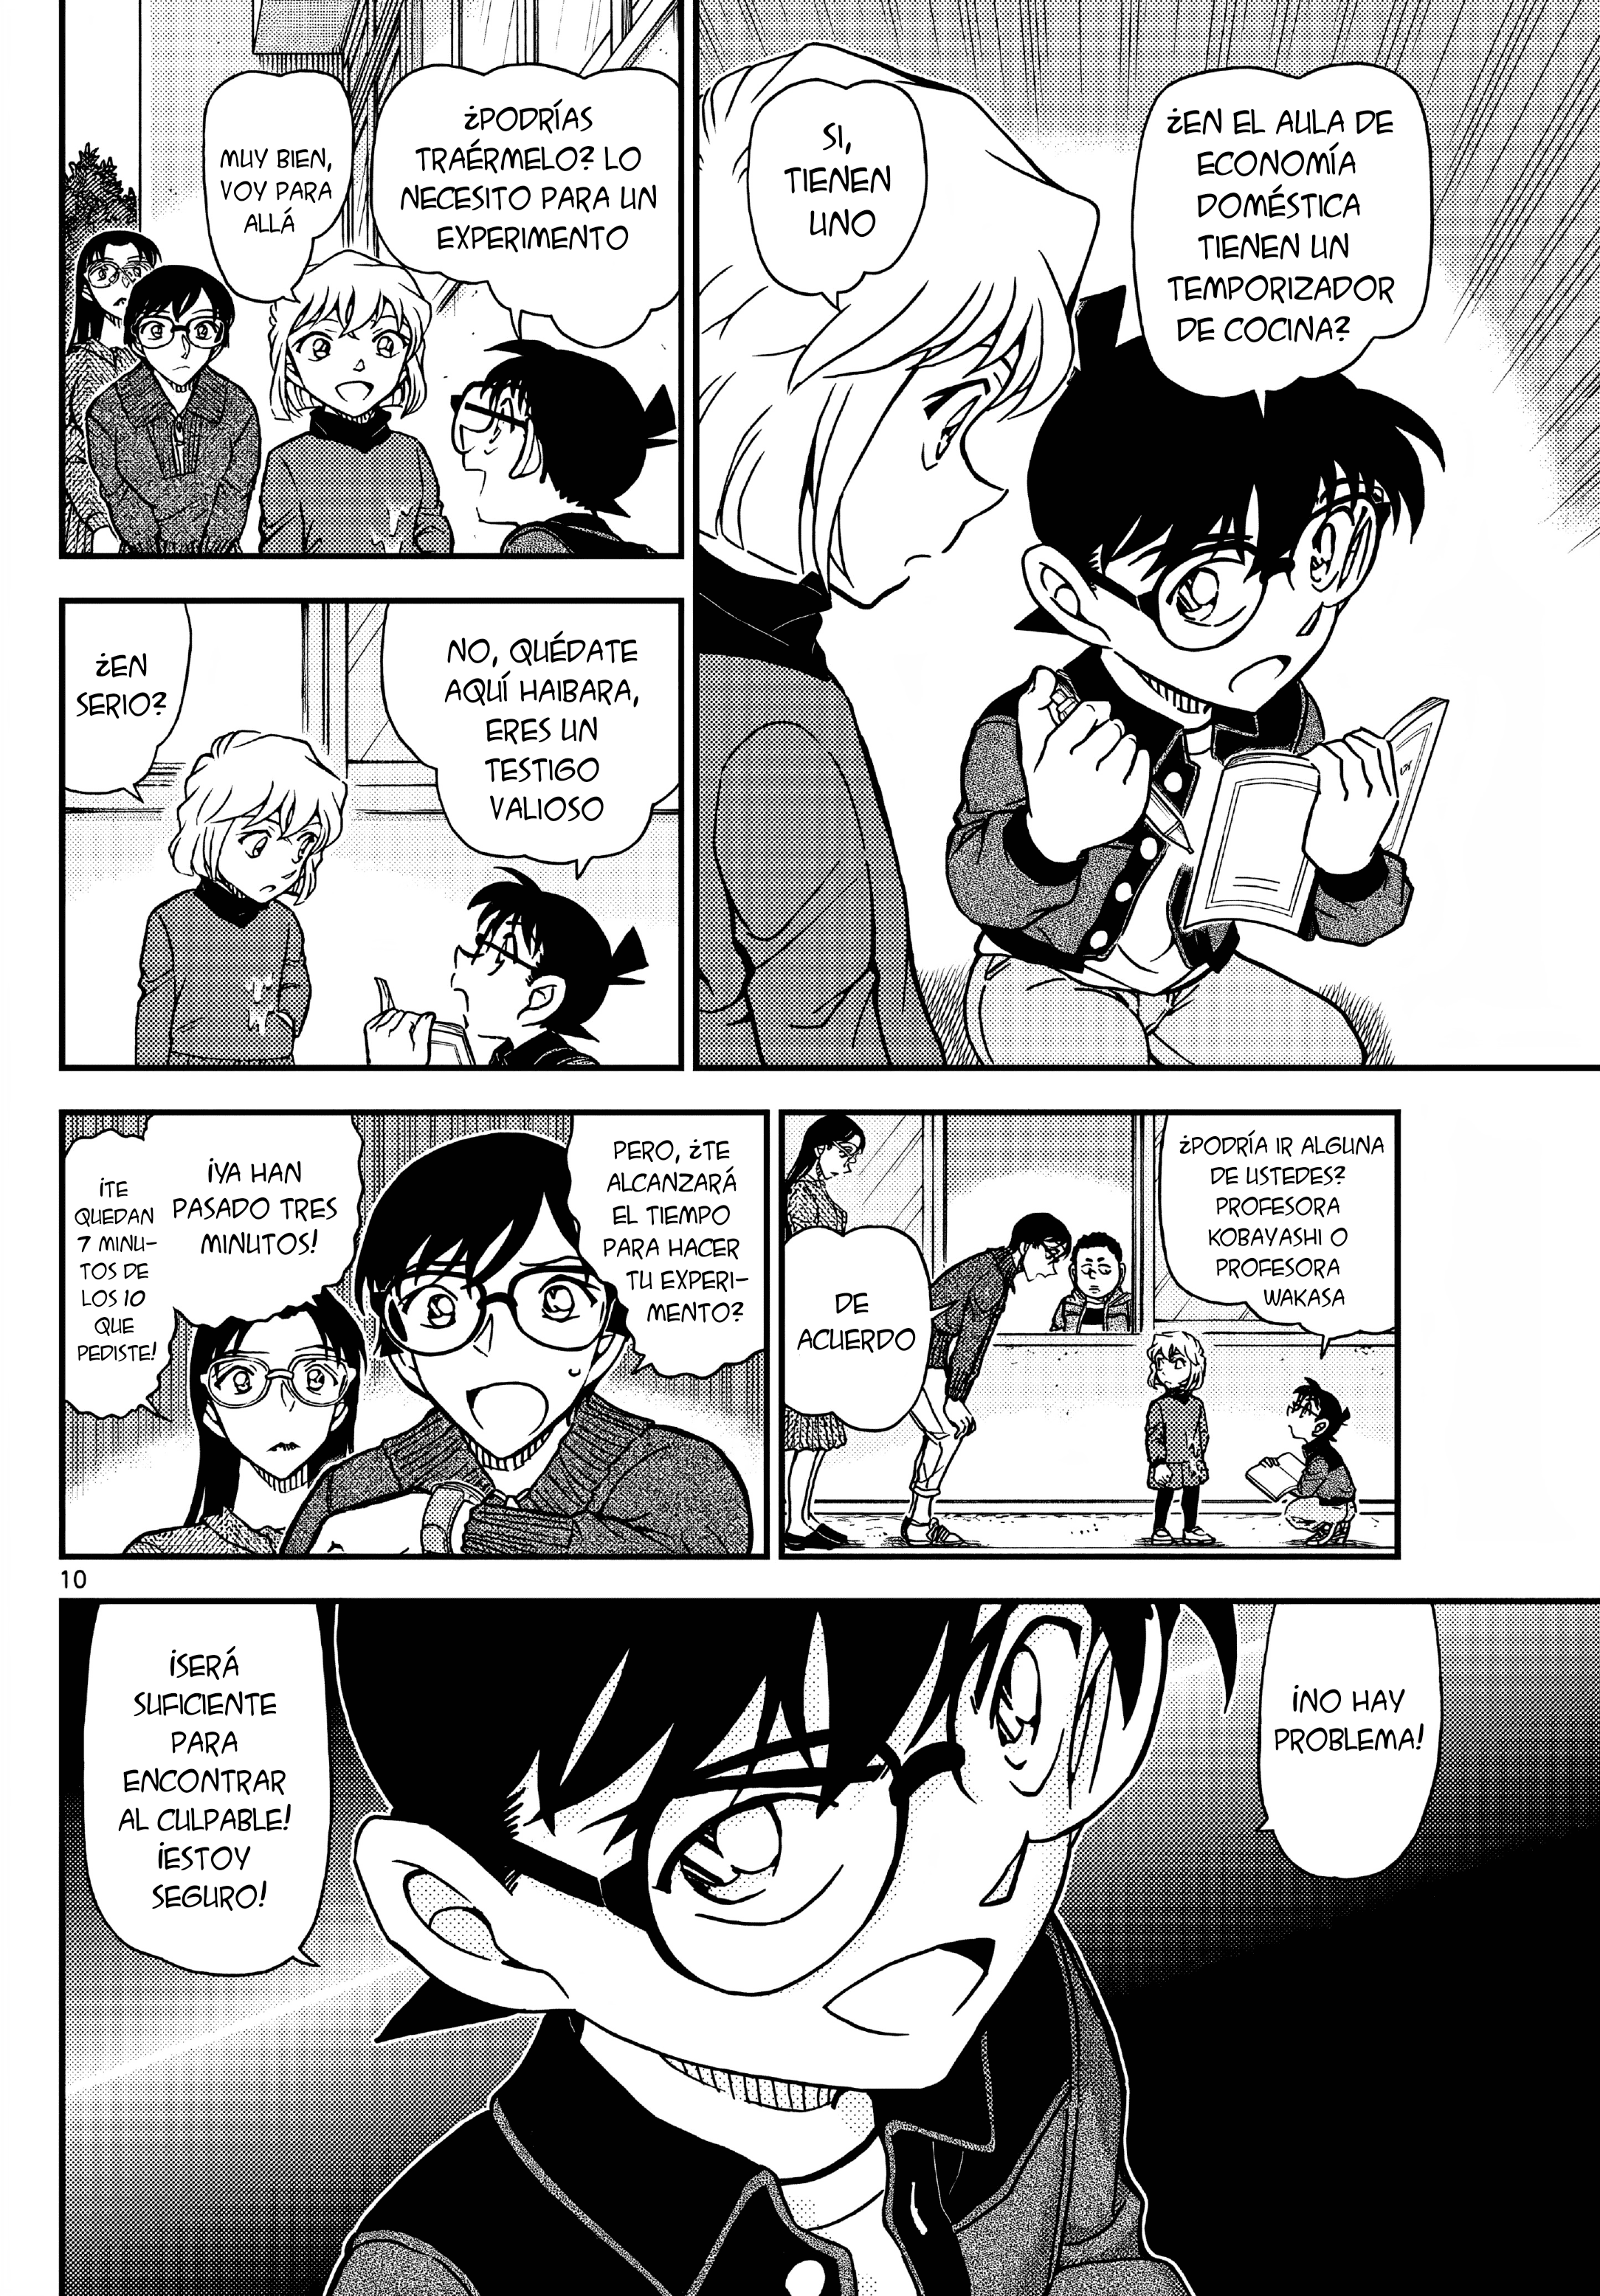 ¿EN EL AULA DE
ECONOMÍA
DOMÉSTICA
TIENEN UN
TEMPORIZADOR
DE COCINA?
SI,
TIENEN
UNO
¿PODRÍAS
TRAÉRMELO? LO
NECESITO PARA UN
EXPERIMENTO
MUY BIEN,
VOY PARA
ALLÁ
NO, QUÉDATE
AQUÍ HAIBARA,
ERES UN
TESTIGO
VALIOSO
¿EN
SERIO?
¿PODRÍA IR ALGUNA
DE USTEDES?
PROFESORA
KOBAYASHI O
PROFESORA
WAKASA
DE
ACUERDO
PERO, ¿TE
ALCANZARÁ
EL TIEMPO
PARA HACER
TU EXPERI-
MENTO?
¡YA HAN
PASADO TRES
MINUTOS!
¡TE
QUEDAN
7 MINU-
TOS DE
LOS 10
QUE
PEDISTE!
10
¡NO HAY
PROBLEMA!
¡SERÁ
SUFICIENTE
PARA
ENCONTRAR
AL CULPABLE!
¡ESTOY
SEGURO!